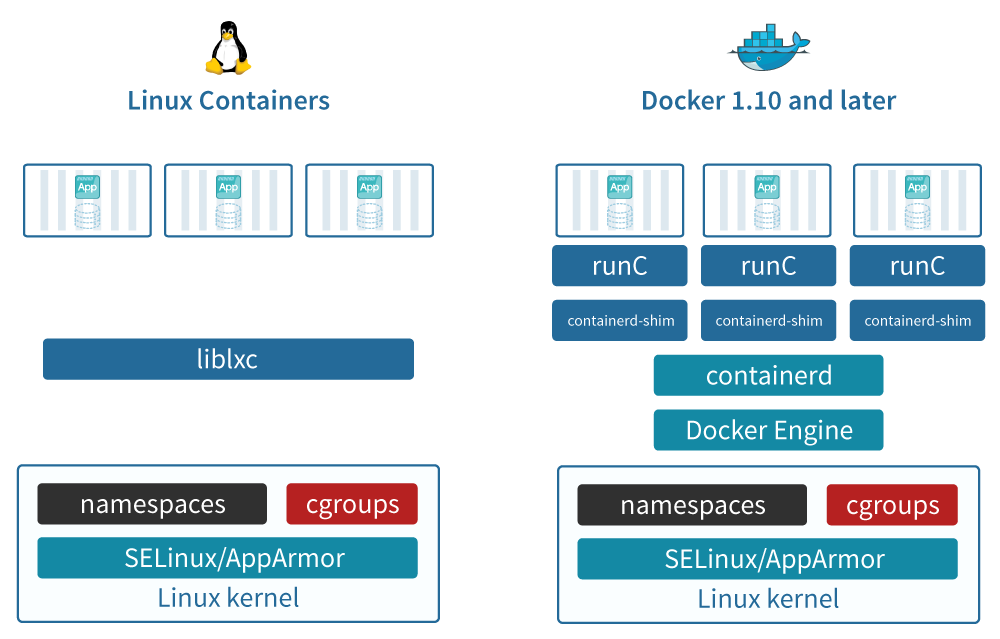 Linux Containers
App
App
App
liblxc
namespaces
cgroups
SELinux/AppArmor
Linux kernel
Docker 1.10 and later
App
App
App
runC
runC
runC
containerd-shim
containerd-shim
containerd-shim
containerd
Docker Engine
namespaces
cgroups
SELinux/AppArmor
Linux kernel